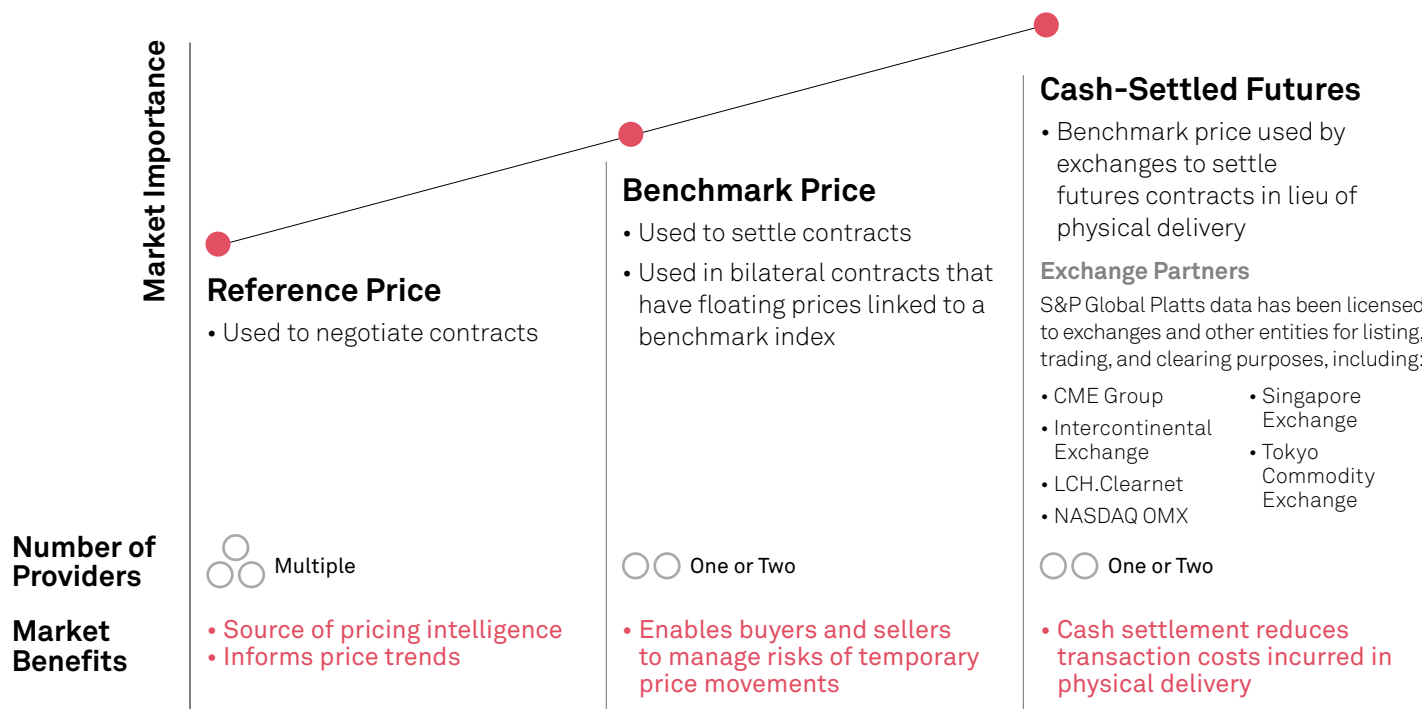 Market Importance
Reference Price
• Used to negotiate contracts
Benchmark Price
• Used to settle contracts
• Used in bilateral contracts that
have floating prices linked to a
benchmark index
Cash-Settled Futures
• Benchmark price used by
exchanges to settle
futures contracts in lieu of
physical delivery
Exchange Partners
S&P Global Platts data has been licensed
to exchanges and other entities for listing,
trading, and clearing purposes, including:
• CME Group
• Intercontinental
Exchange
• LCH.Clearnet
• NASDAQ OMX
• Singapore
Exchange
• Tokyo
Commodity
Exchange
Number of
Providers
Multiple
One or Two
One or Two
Market
Benefits
• Source of pricing intelligence
• Informs price trends
• Enables buyers and sellers
to manage risks of temporary
price movements
• Cash settlement reduces
transaction costs incurred in
physical delivery